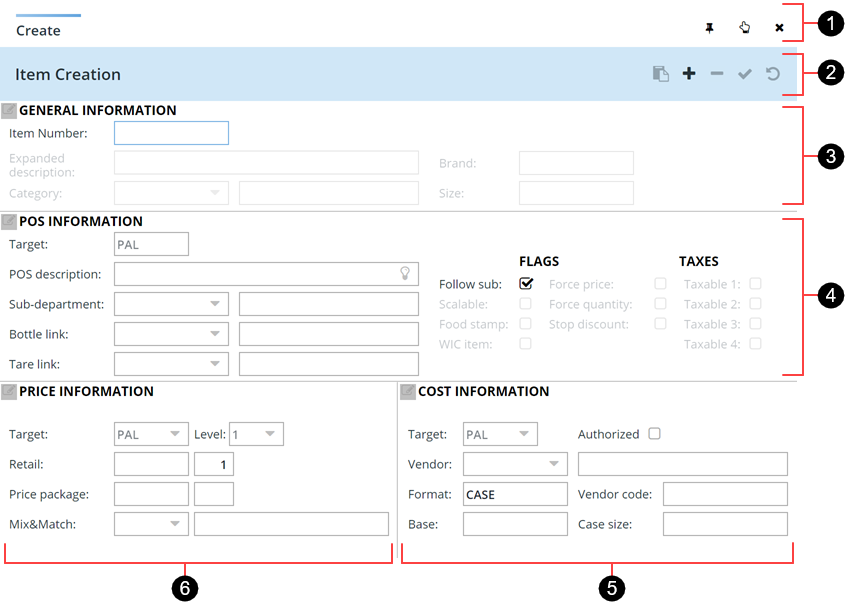 Create
1
Item Creation
2
GENERAL INFORMATION
Item Number:
Expanded description:
Brand:
3
Category:
Size:
POS INFORMATION
Target: PAL
FLAGS TAXES
POS description:
Follow sub: Force price: Taxable 1:
4
Sub-department:
Scalable: Force quantity: Taxable 2:
Food stamp: Stop discount: Taxable 3:
Bottle link:
WIC item: Taxable 4:
Tare link:
PRICE INFORMATION
Target: PAL Level: 1
Retail: 1
Price package:
Mix&Match:
6
COST INFORMATION
Target: PAL Authorized
Vendor:
Format: CASE Vendor code:
Base: Case size:
5